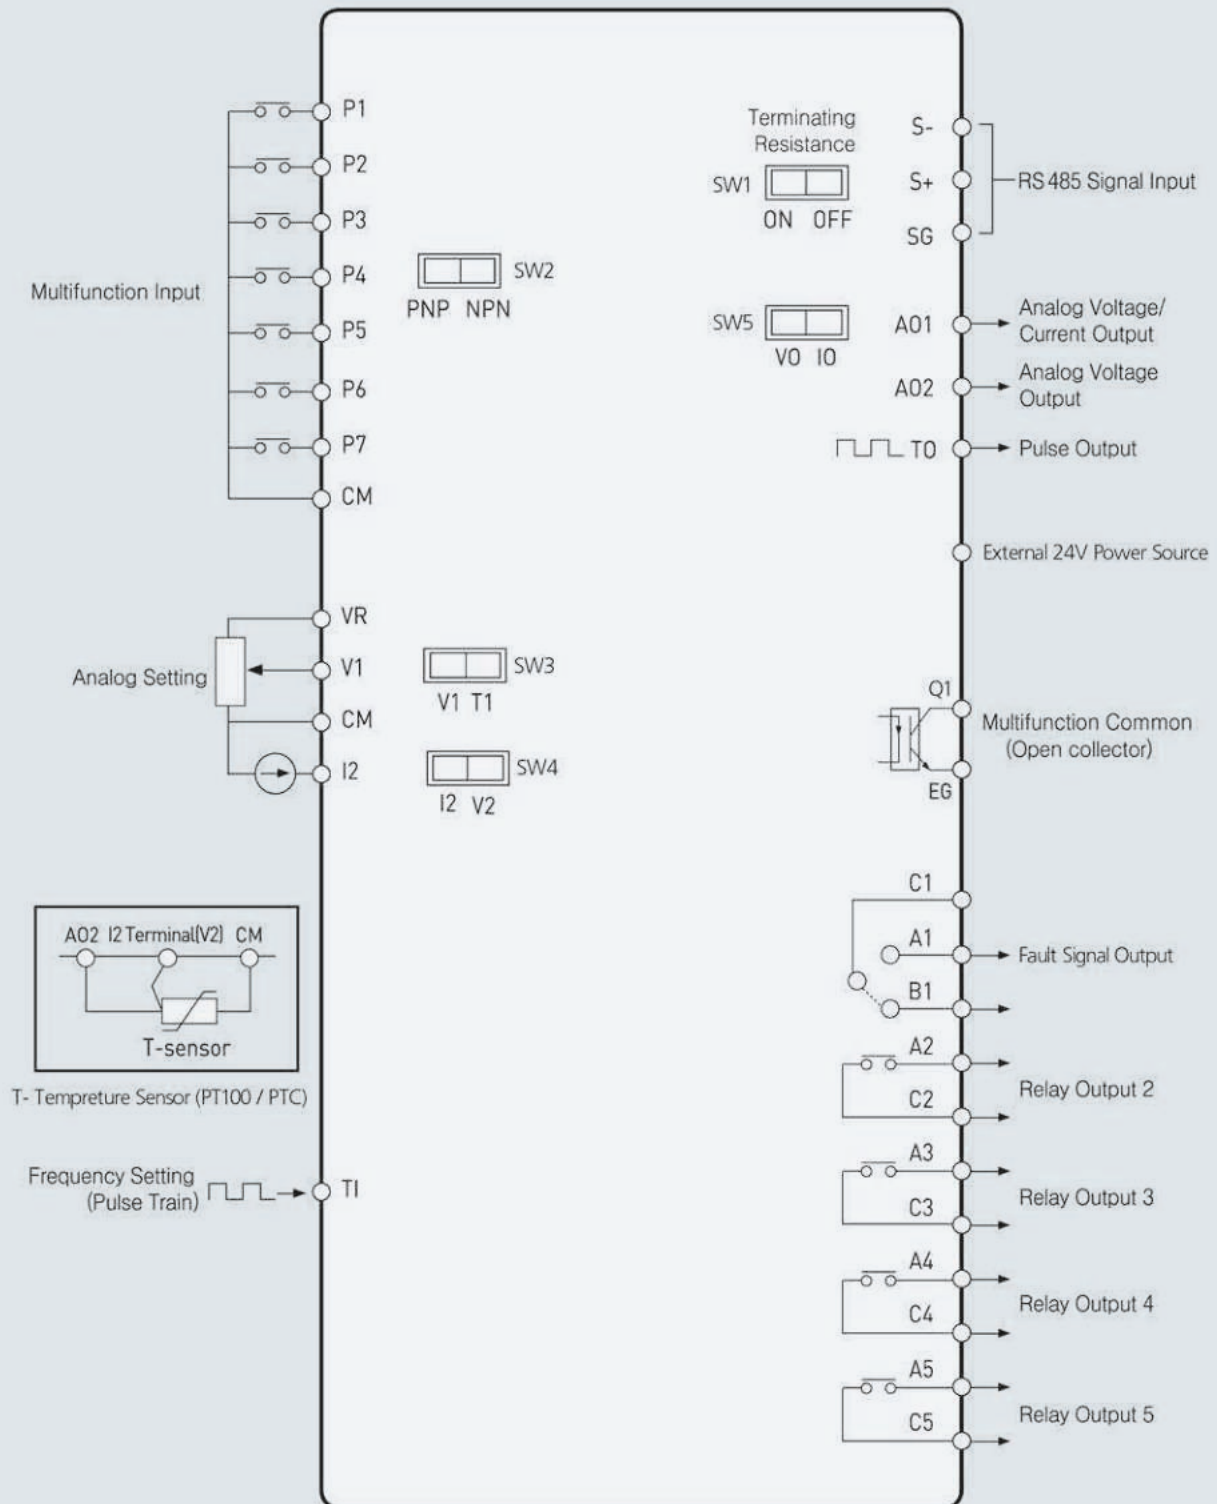 P1
P2
P3
P4
P5
P6
P7
CM
Multifunction Input
SW2
PNP NPN
VR
V1
CM
I2
Analog Setting
SW3
V1 T1
SW4
I2 V2
A02 I2 Terminal(V2) CM
T-sensor
T- Tempreture Sensor (PT100 / PTC)
Frequency Setting
(Pulse Train)
TI
Terminating
Resistance
SW1
ON OFF
S-
S+
SG
RS 485 Signal Input
SW5
VO IO
A01
Analog Voltage/
Current Output
A02
Analog Voltage
Output
TO
Pulse Output
External 24V Power Source
Q1
EG
Multifunction Common
(Open collector)
C1
A1
Fault Signal Output
B1
A2
C2
Relay Output 2
A3
C3
Relay Output 3
A4
C4
Relay Output 4
A5
C5
Relay Output 5